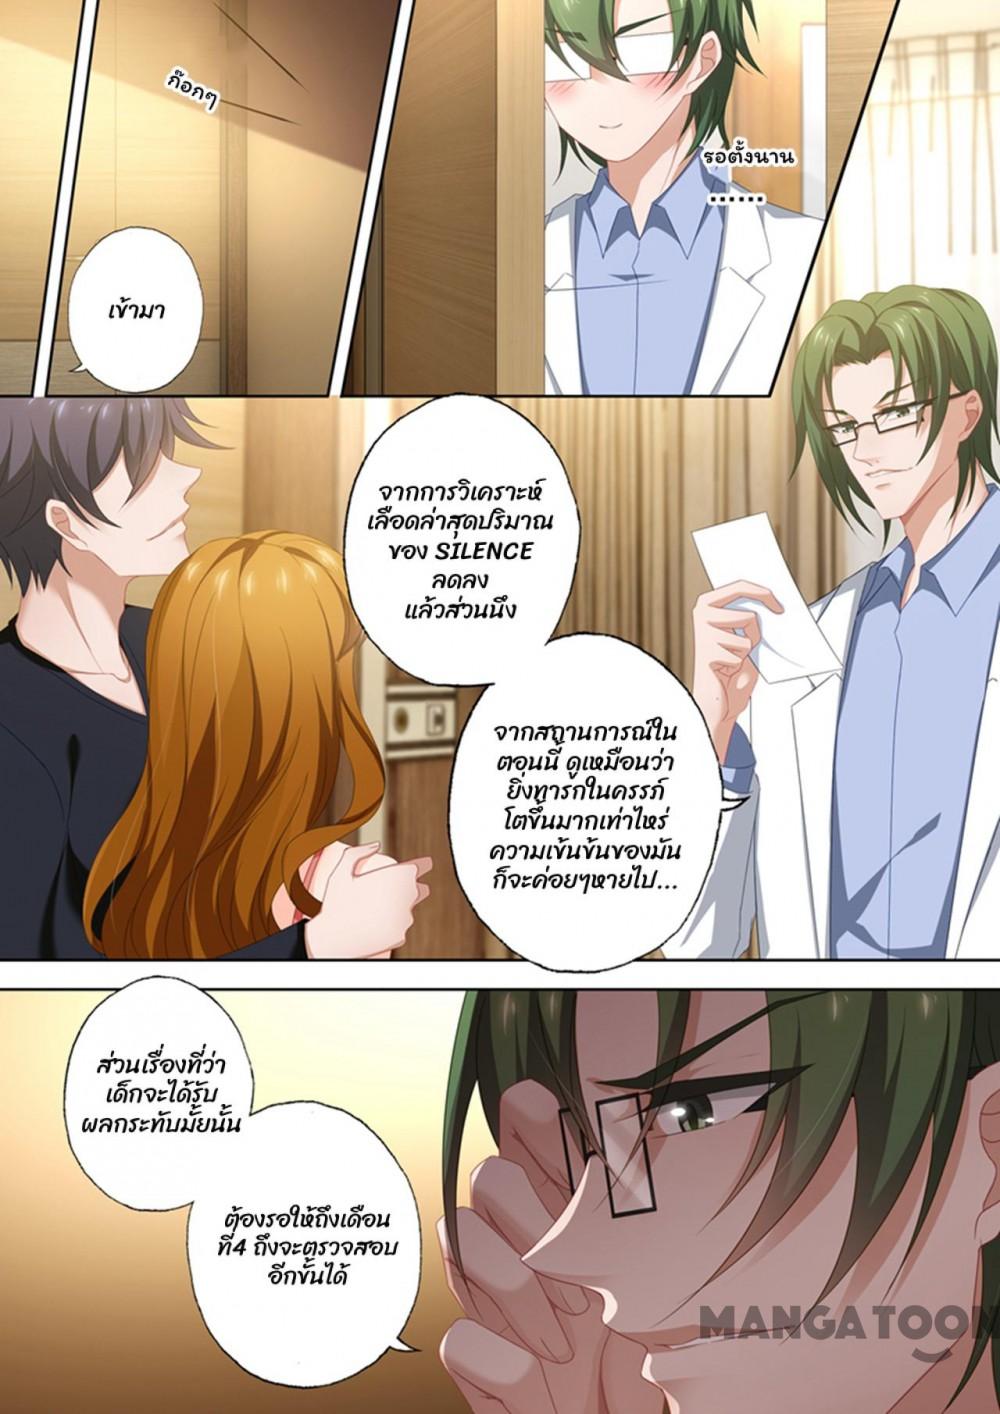 ก๊อกๆ
เข้ามา
รอตั้งนาน
......
จากการวิเคราะห์
เลือดล่าสุดปริมาณ
ของ SILENCE
ลดลง
แล้วส่วนนึง
จากสถานการณ์ใน
ตอนนี้ ดูเหมือนว่า
ยิ่งทารกในครรภ์
โตขึ้นมากเท่าไหร่
ความเข้นข้นของมัน
ก็จะค่อยๆหายไป...
ส่วนเรื่องที่ว่า
เด็กจะได้รับ
ผลกระทับมั้ยนั้น
ต้องรอให้ถึงเดือน
ที่4 ถึงจะตรวจสอบ
อีกขั้นได้
MANGATOON